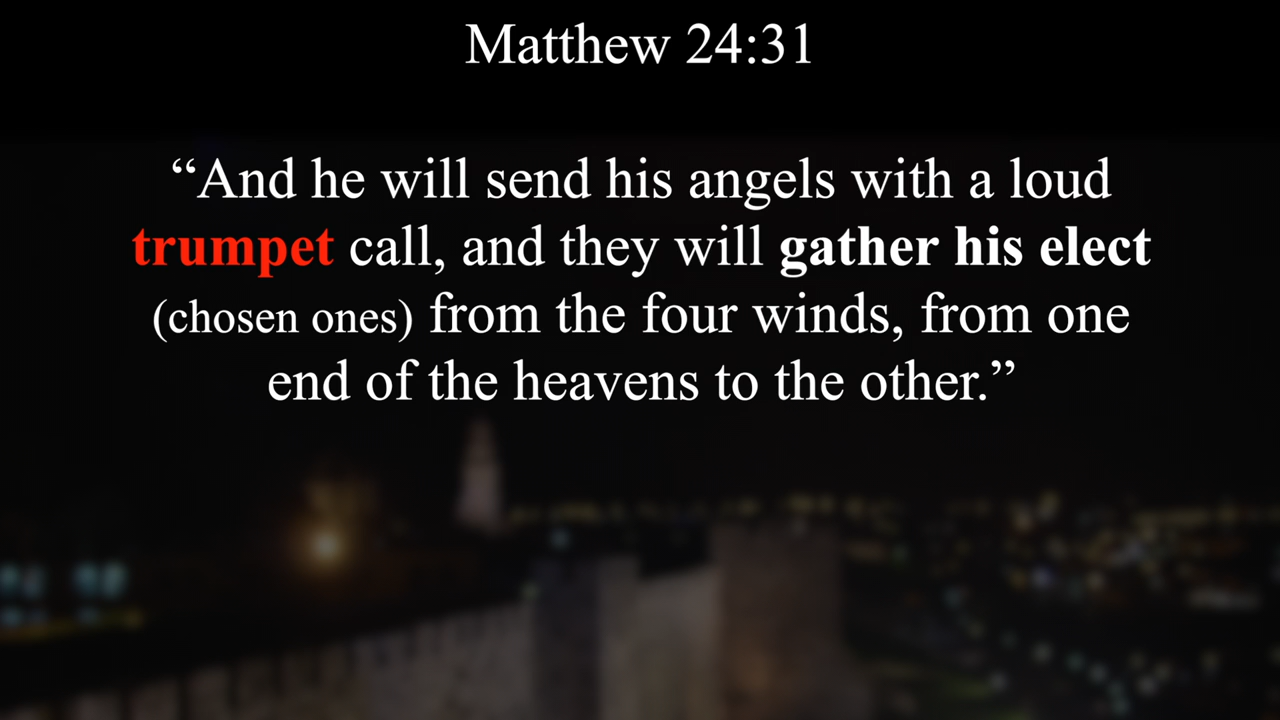 Matthew 24:31
“And he will send his angels with a loud
trumpet call, and they will gather his elect
(chosen ones) from the four winds, from one
end of the heavens to the other.”